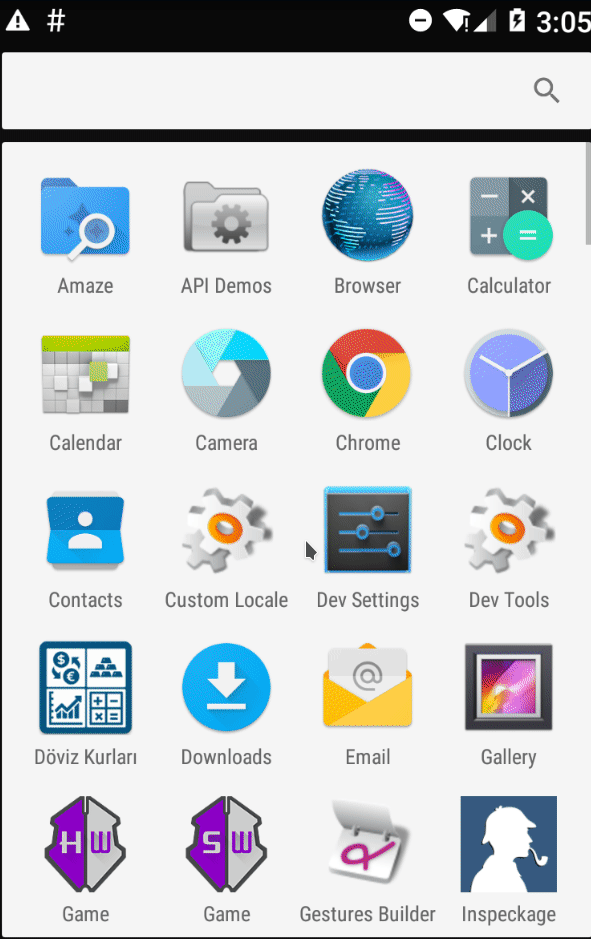 # 3:05
Amaze API Demos Browser Calculator
Calendar Camera Chrome Clock
Contacts Custom Locale Dev Settings Dev Tools
@
Döviz Kurları Downloads Email Gallery
HW SW
Game Game Gestures Builder Inspeckage